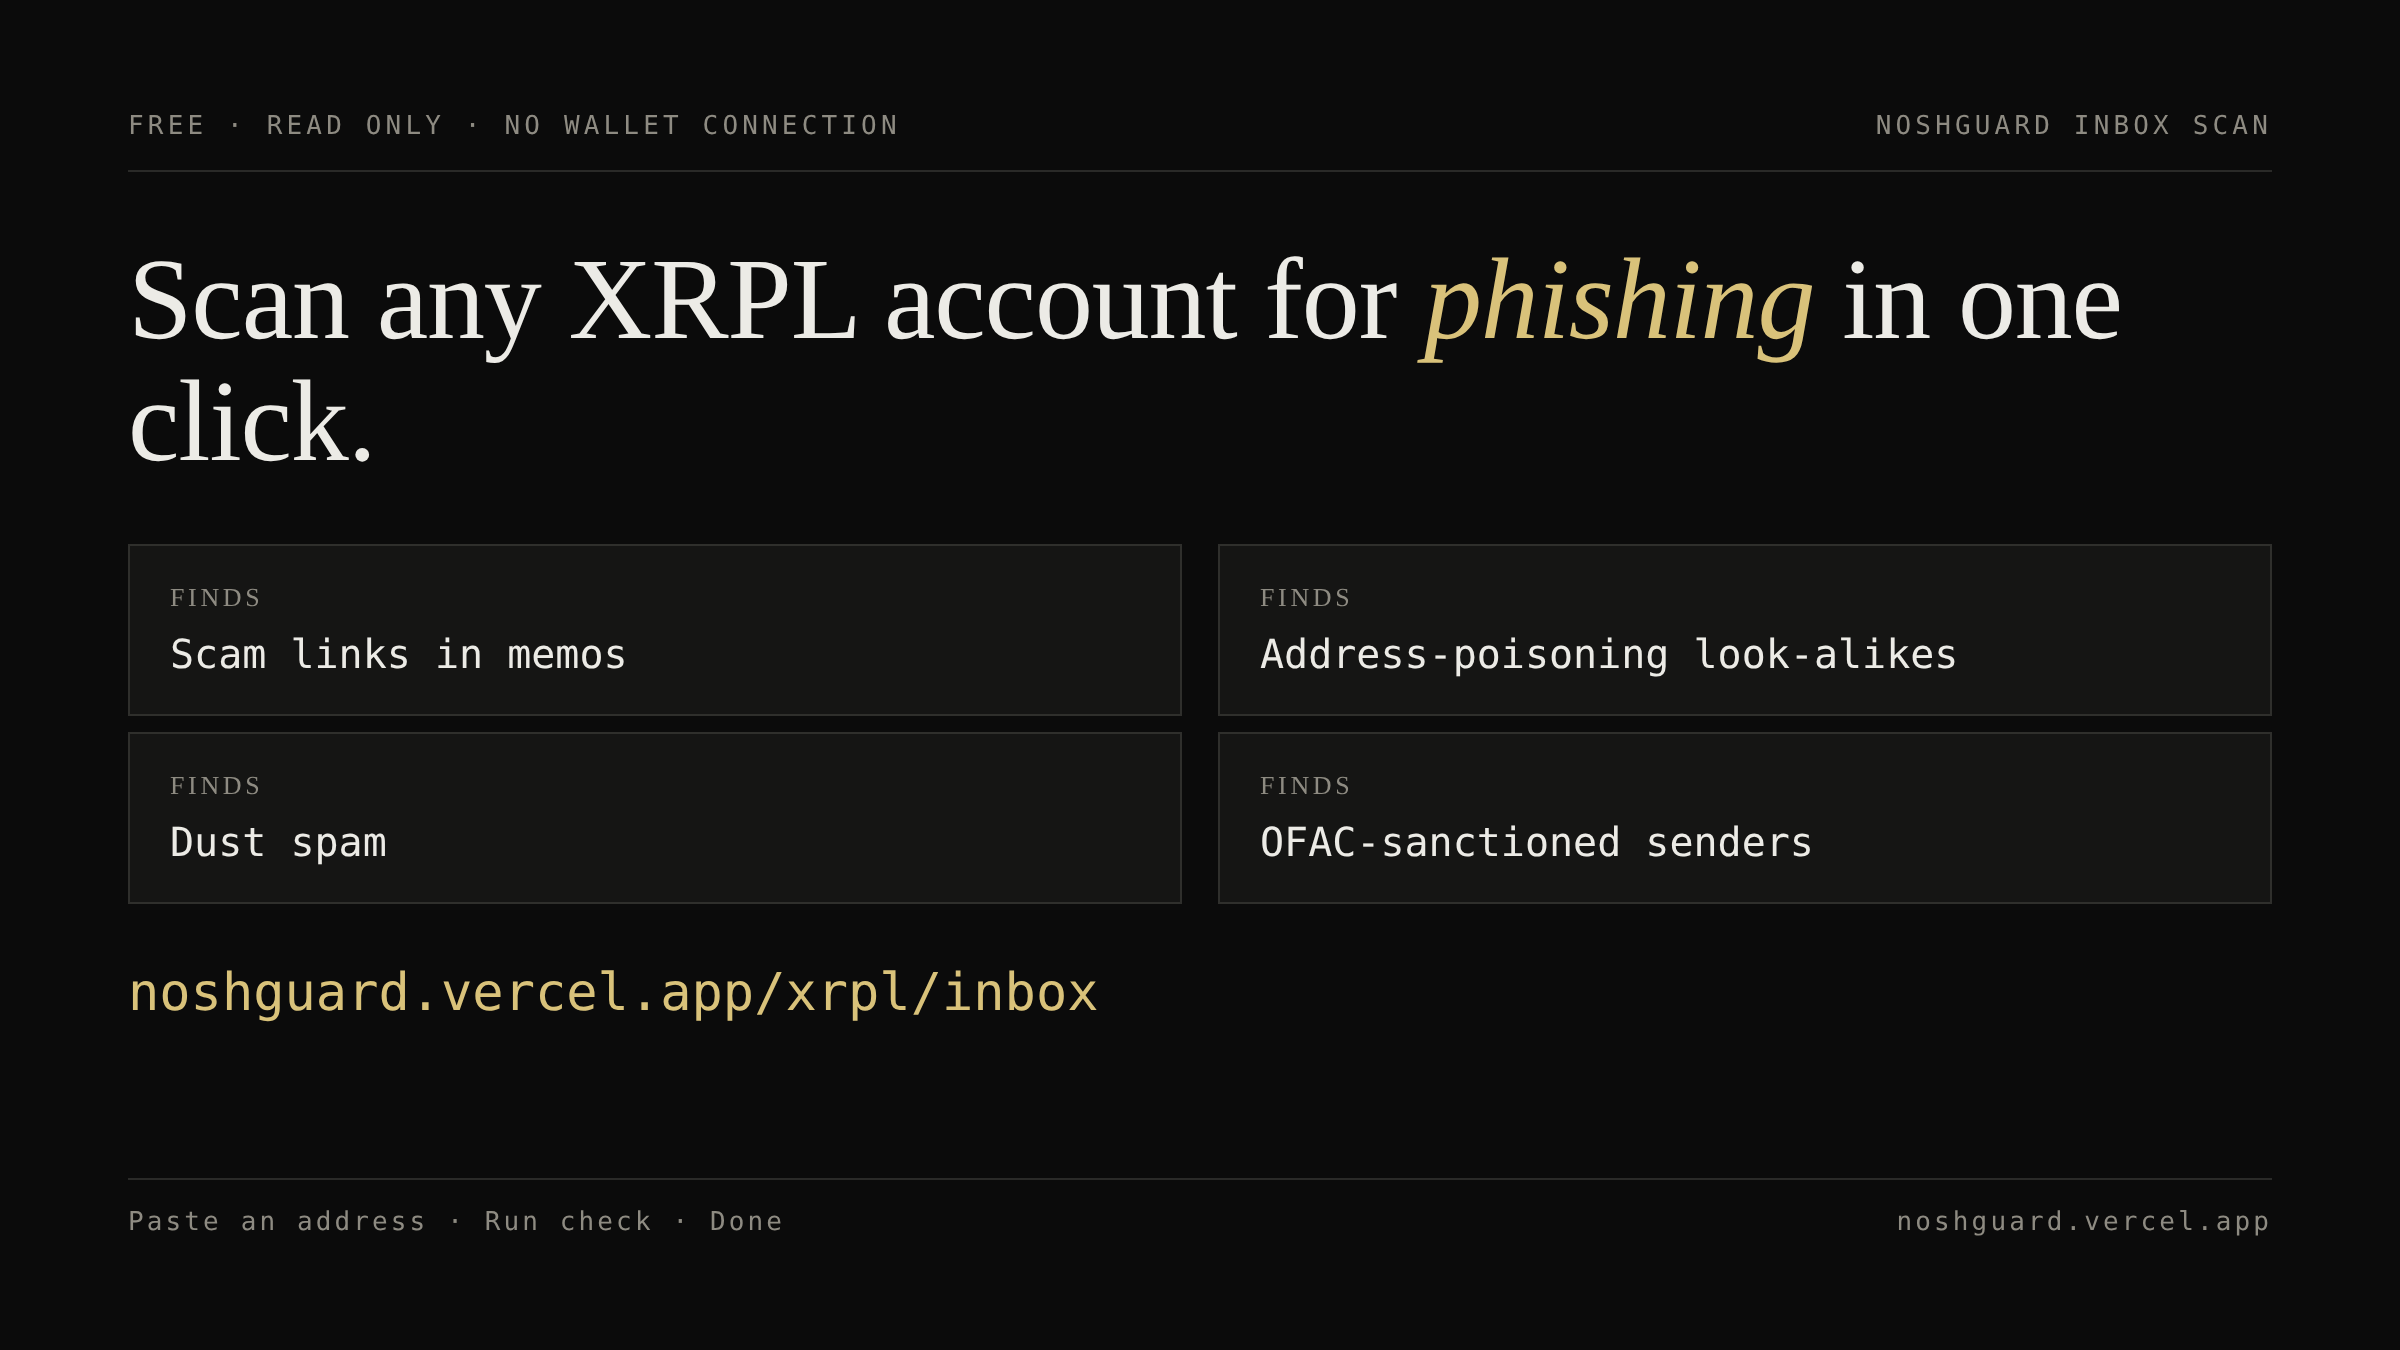 FREE · READ ONLY · NO WALLET CONNECTION
NOSHGUARD INBOX SCAN
Scan any XRPL account for phishing in one
click.
FINDS
Scam links in memos
FINDS
Address-poisoning look-alikes
FINDS
Dust spam
FINDS
OFAC-sanctioned senders
noshguard.vercel.app/xrpl/inbox
Paste an address · Run check · Done
noshguard.vercel.app